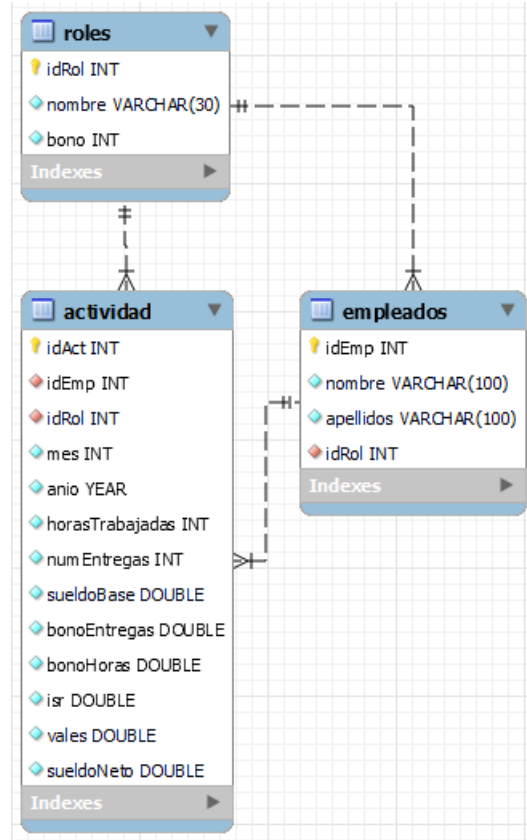 roles
idRol INT
nombre VARCHAR(30)
bono INT
Indexes
actividad
idAct INT
idEmp INT
idRol INT
mes INT
anio YEAR
horasTrabajadas INT
numEntregas INT
sueldoBase DOUBLE
bonoEntregas DOUBLE
bonoHoras DOUBLE
isr DOUBLE
vales DOUBLE
sueldoNeto DOUBLE
Indexes
empleados
idEmp INT
nombre VARCHAR(100)
apellidos VARCHAR(100)
idRol INT
Indexes